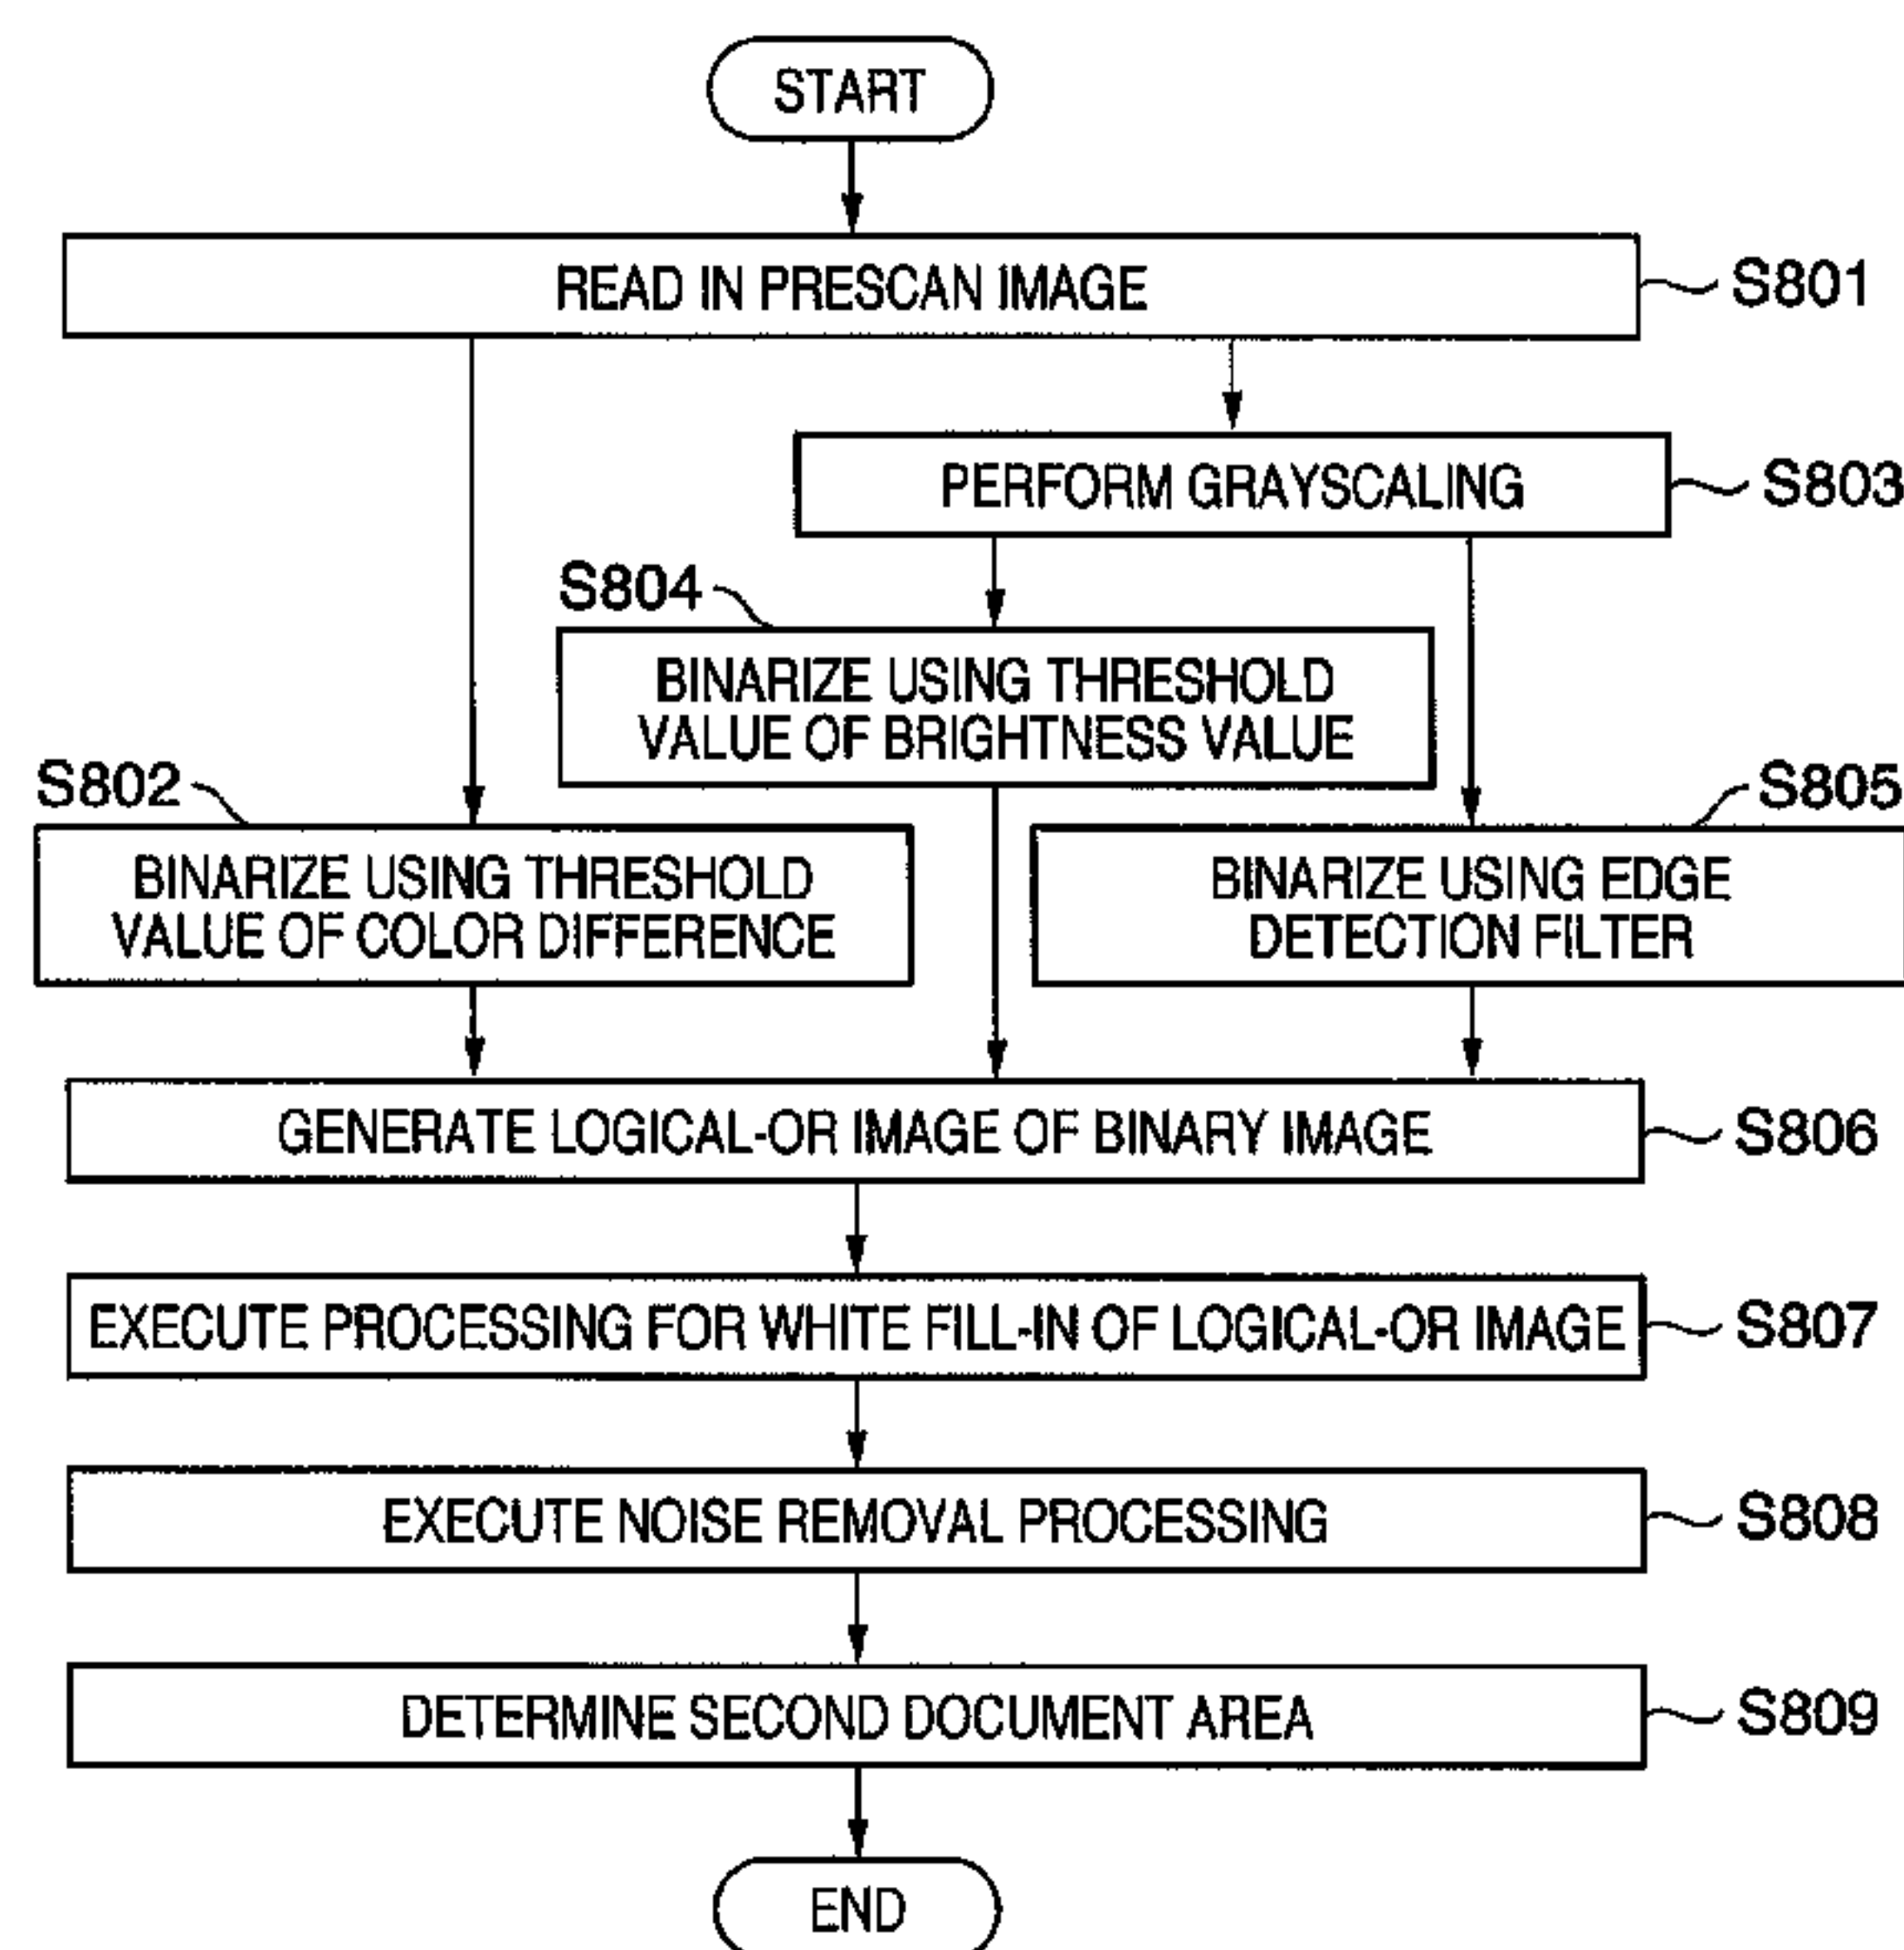 START
READ IN PRESCAN IMAGE
S801
PERFORM GRAYSCALING
S803
S804
BINARIZE USING THRESHOLD
VALUE OF BRIGHTNESS VALUE
S802
BINARIZE USING THRESHOLD
VALUE OF COLOR DIFFERENCE
S805
BINARIZE USING EDGE
DETECTION FILTER
GENERATE LOGICAL-OR IMAGE OF BINARY IMAGE
S806
EXECUTE PROCESSING FOR WHITE FILL-IN OF LOGICAL-OR IMAGE
S807
EXECUTE NOISE REMOVAL PROCESSING
S808
DETERMINE SECOND DOCUMENT AREA
S809
END